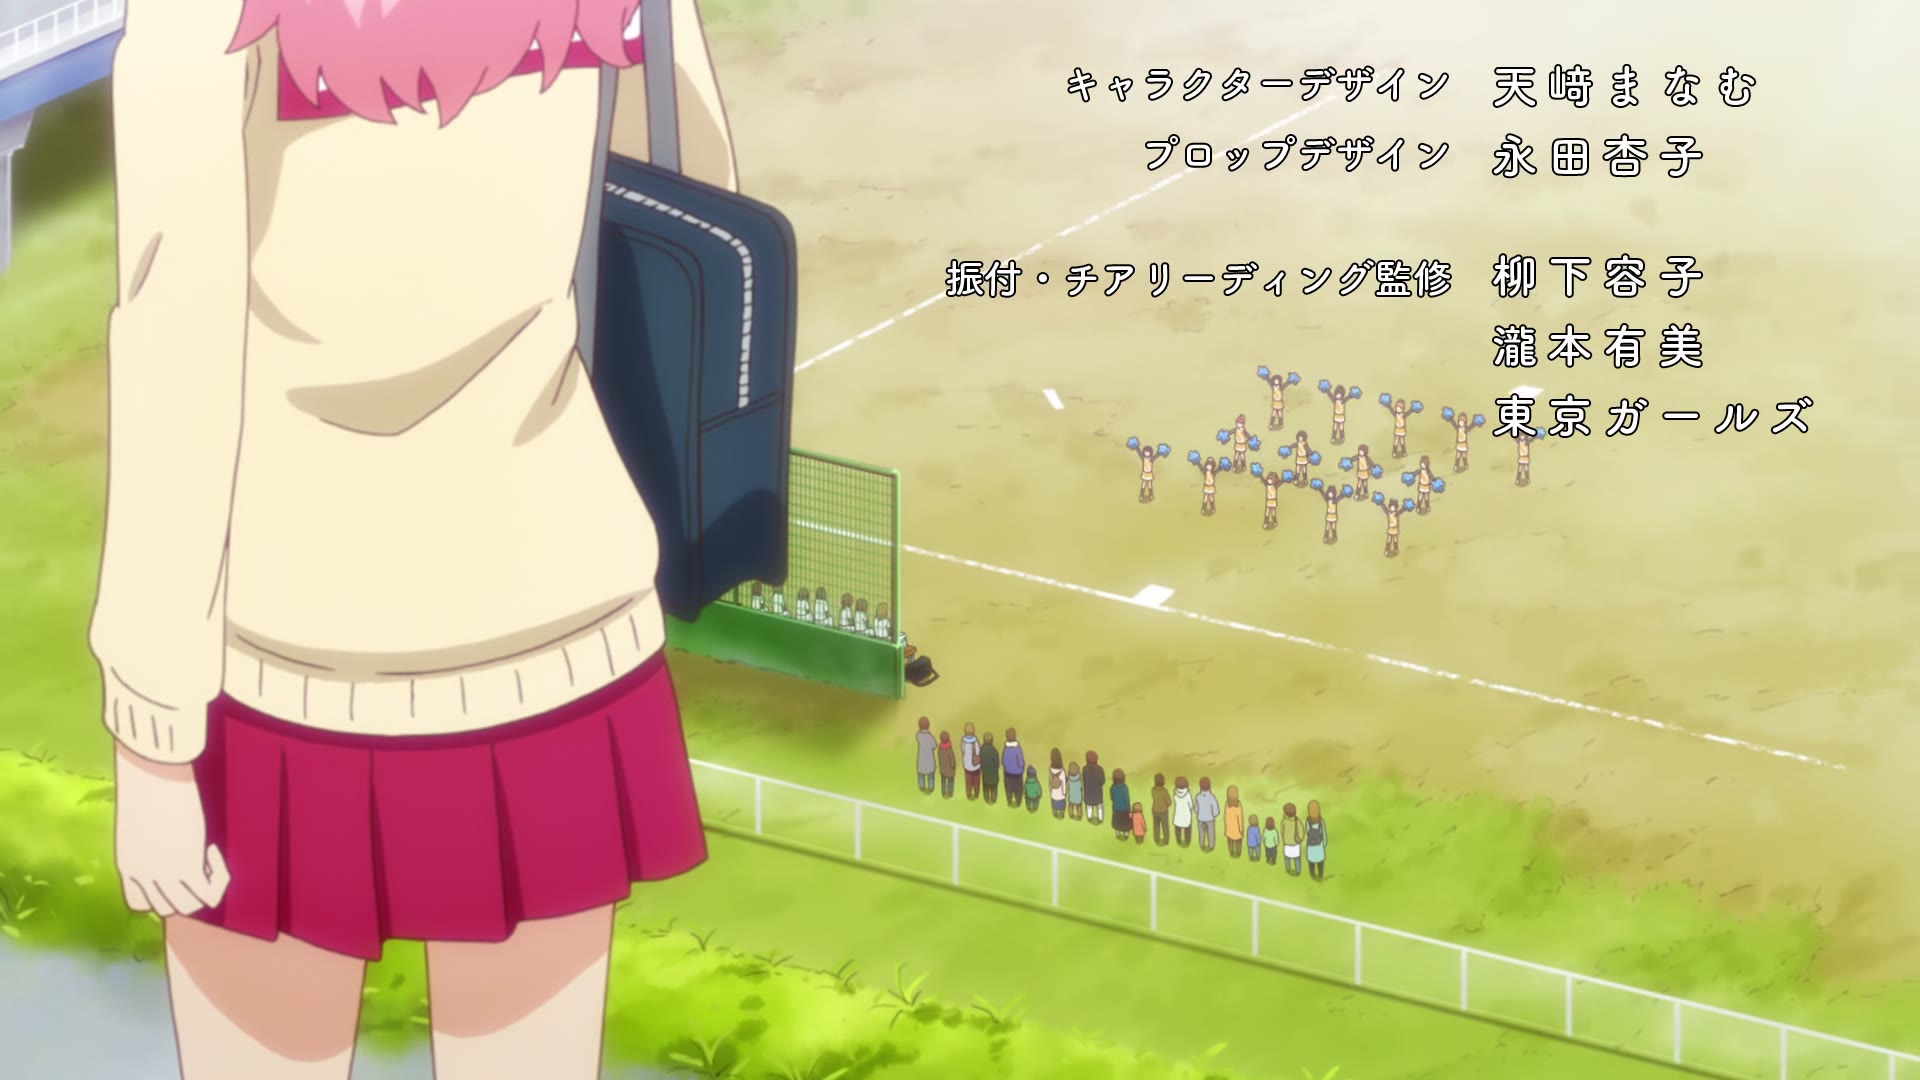 キャラクターデザイン 天﨑まなむ
プロップデザイン 永田杏子
振付・チアリーディング監修 柳下容子
瀧本有美
東京ガールズ